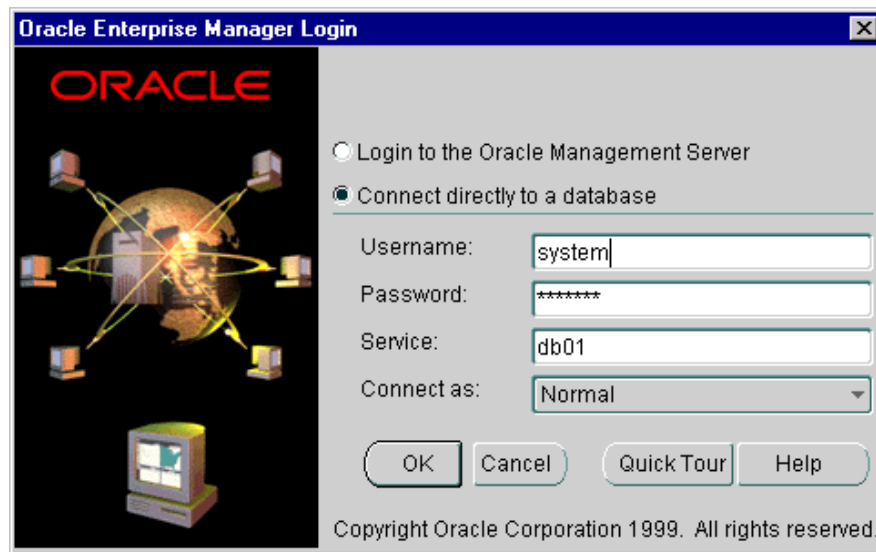 Oracle Enterprise Manager Login
ORACLE
Login to the Oracle Management Server
Connect directly to a database
Username: system
Password: *******
Service: db01
Connect as: Normal
OK Cancel Quick Tour Help
Copyright Oracle Corporation 1999. All rights reserved.